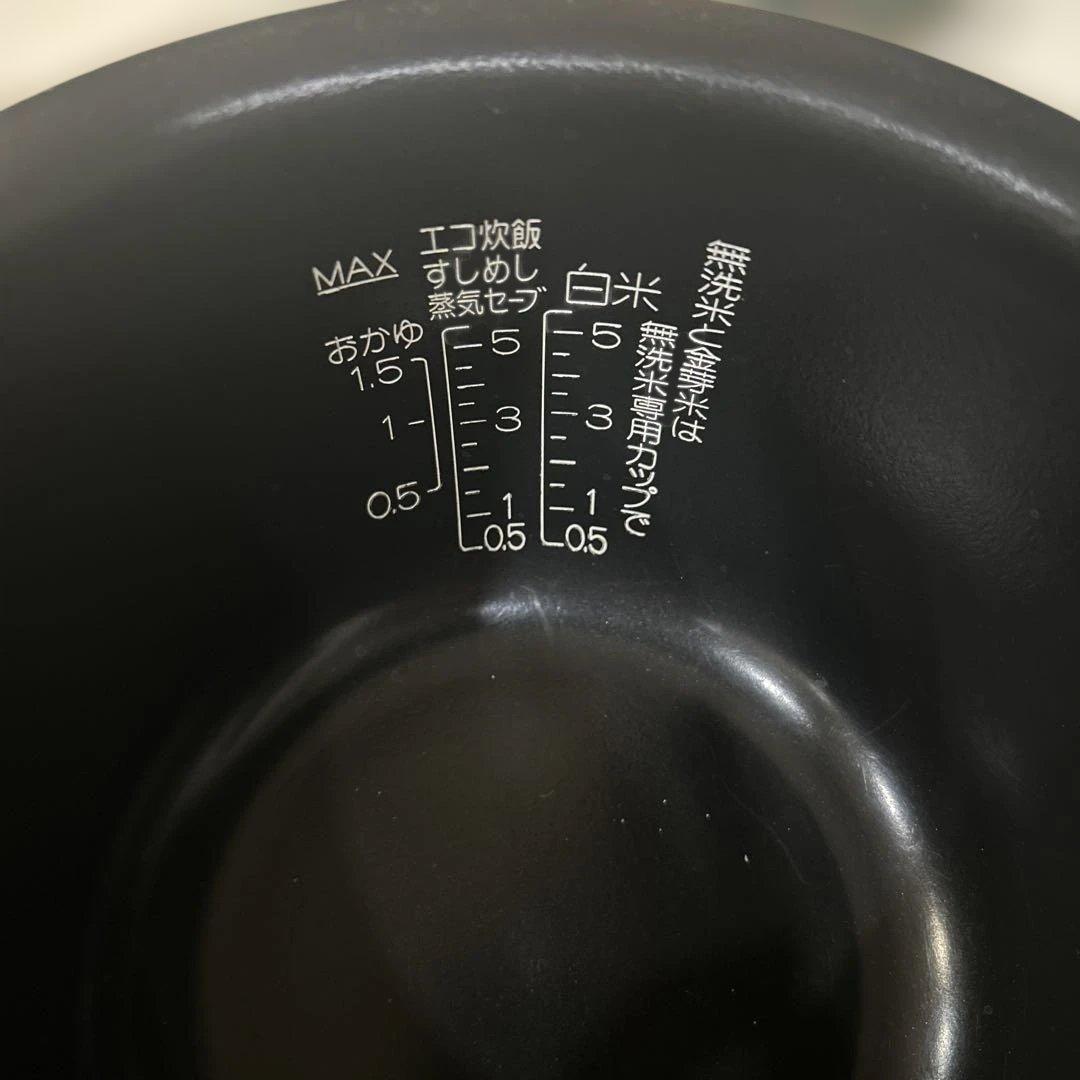 MAX
おかゆ
1.5
1
0.5
エコ炊飯
すしめし
蒸気セーブ
5
3
1
0.5
白米
5
3
1
0.5
無洗米と金芽米は
無洗米専用カップで